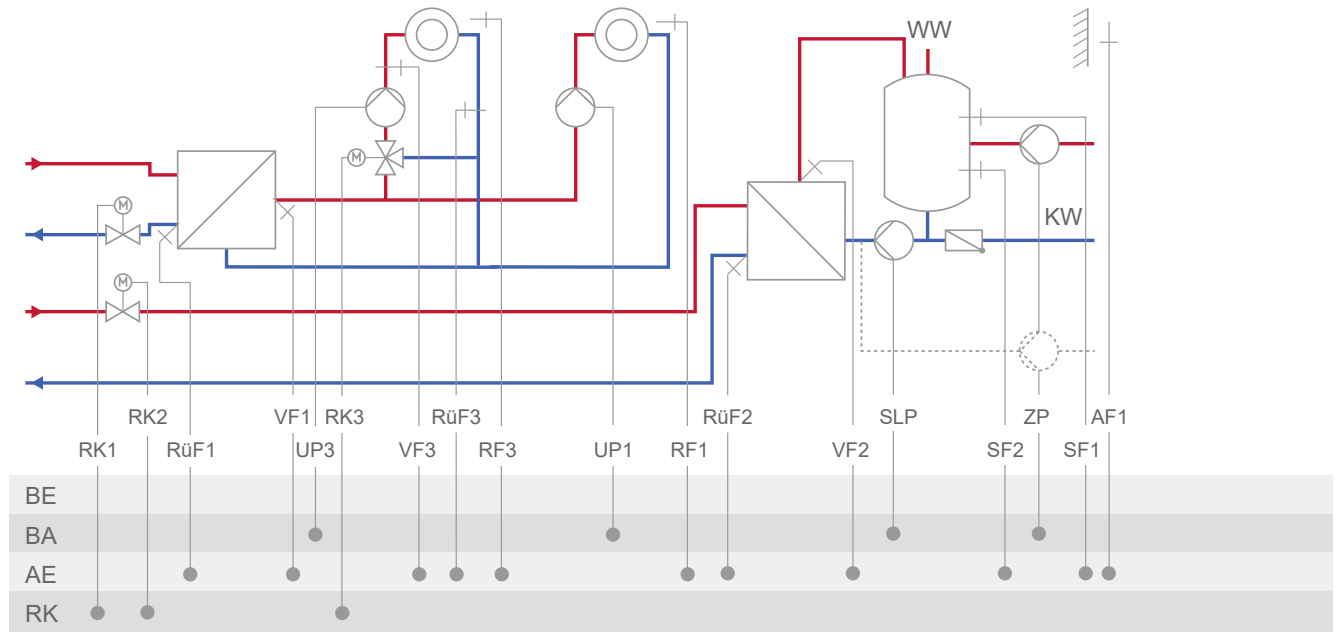 WW
M
M
KW
M
RK2 VF1 RK3 RüF3 RüF2 SLP ZP AF1
RK1 RüF1 UP3 VF3 RF3 UP1 RF1 VF2 SF2 SF1
BE
BA
AE
RK